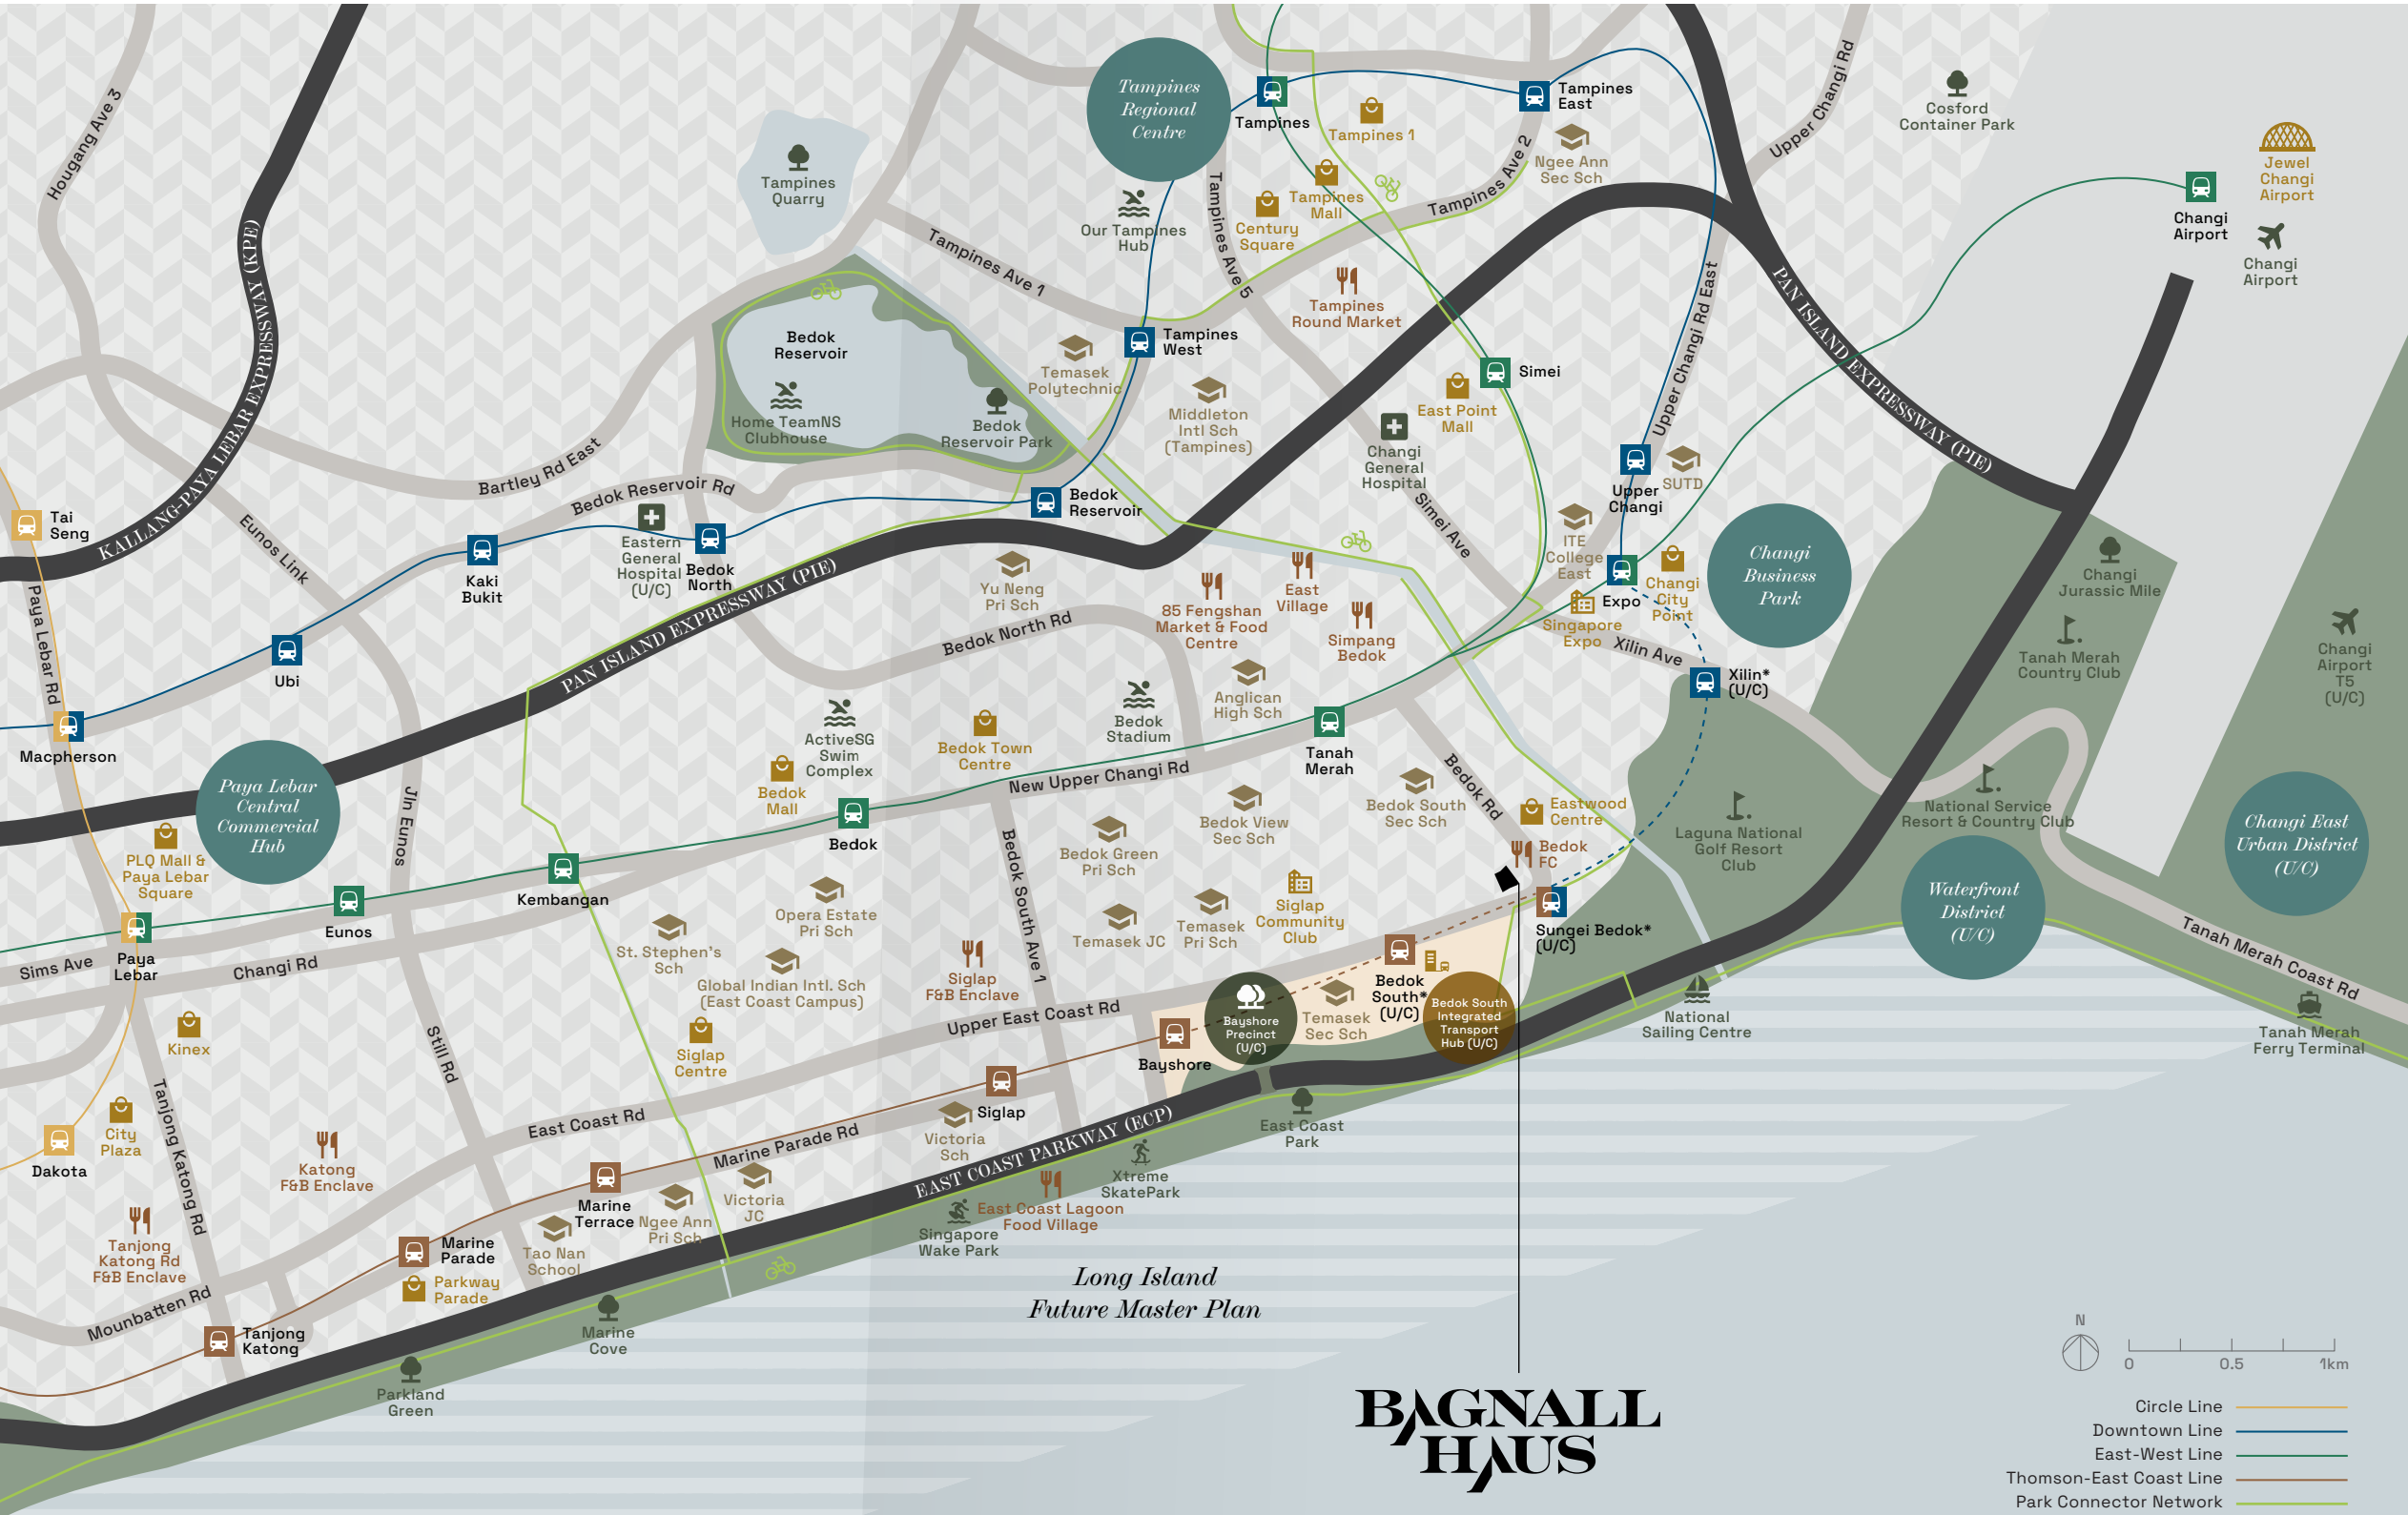 Hougang Ave 3
KALLANG-PAYA LEBAR EXPRESSWAY (KPE)
Tampines
Quarry
Tampines
Regional
Centre
Tampines
Tampines 1
Tampines
East
Ngee Ann
Sec Sch
Upper Changi Rd
Cosford
Container Park
Jewel
Changi
Airport
Changi
Airport
Changi
Airport
Our Tampines
Hub
Tampines Ave 5
Century
Square
Tampines
Mall
Tampines Ave 2
Tampines Ave 1
Tampines
Round Market
Upper Changi Rd East
PAN ISLAND EXPRESSWAY (PIE)
Bedok
Reservoir
Home TeamNS
Clubhouse
Bedok
Reservoir Park
Temasek
Polytechnic
Tampines
West
Middleton
Intl Sch
(Tampines)
Simei
East Point
Mall
Changi
General
Hospital
Simei Ave
Upper
Changi
SUTD
Bartley Rd East
Bedok Reservoir Rd
Tai
Seng
Eunos Link
Kaki
Bukit
Eastern
General
Hospital
(U/C)
Bedok
North
Bedok
Reservoir
ITE
College
East
Expo
Changi
City
Point
Singapore
Expo
Changi
Business
Park
Changi
Jurassic Mile
Tanah Merah
Country Club
Changi
Airport
T5
(U/C)
Paya Lebar Rd
Ubi
PAN ISLAND EXPRESSWAY (PIE)
Yu Neng
Pri Sch
Bedok North Rd
85 Fengshan
Market & Food
Centre
East
Village
Simpang
Bedok
Xilin Ave
Xilin*
(U/C)
Macpherson
Paya Lebar
Central
Commercial
Hub
Jln Eunos
ActiveSG
Swim
Complex
Bedok
Mall
Bedok Town
Centre
Bedok
Stadium
Anglican
High Sch
Tanah
Merah
New Upper Changi Rd
Bedok
Bedok Rd
Bedok South
Sec Sch
Bedok View
Sec Sch
Bedok Green
Pri Sch
Eastwood
Centre
Bedok
FC
Laguna National
Golf Resort
Club
National Service
Resort & Country Club
Changi East
Urban District
(U/C)
Waterfront
District
(U/C)
PLQ Mall &
Paya Lebar
Square
Paya
Lebar
Eunos
Kembangan
Opera Estate
Pri Sch
St. Stephen's
Sch
Global Indian Intl. Sch
(East Coast Campus)
Siglap
F&B Enclave
Bedok South Ave 1
Temasek JC
Temasek
Pri Sch
Siglap
Community
Club
Sungei Bedok*
(U/C)
Sims Ave
Changi Rd
Upper East Coast Rd
Bedok
South*
(U/C)
Bayshore
Precinct
(U/C)
Temasek
Sec Sch
Bedok South
Integrated
Transport
Hub (U/C)
National
Sailing Centre
Tanah Merah Coast Rd
Tanah Merah
Ferry Terminal
Kinex
Still Rd
Siglap
Centre
Bayshore
Siglap
East Coast
Park
City
Plaza
Dakota
Tanjong Katong Rd
Katong
F&B Enclave
East Coast Rd
Marine Parade Rd
Victoria
Sch
EAST COAST PARKWAY (ECP)
Xtreme
SkatePark
Marine
Terrace
Ngee Ann
Pri Sch
Victoria
JC
East Coast Lagoon
Food Village
Singapore
Wake Park
Tanjong
Katong Rd
F&B Enclave
Marine
Parade
Parkway
Parade
Tao Nan
School
Mounbatten Rd
Tanjong
Katong
Marine
Cove
Parkland
Green
Long Island
Future Master Plan
BAGNALL
HAUS
N
0 0.5 1km
Circle Line
Downtown Line
East-West Line
Thomson-East Coast Line
Park Connector Network